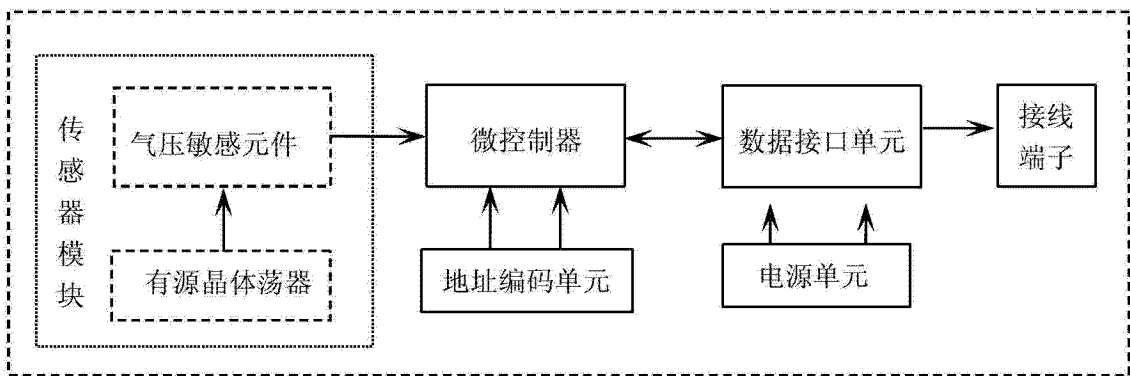 传感器模块
气压敏感元件
有源晶体荡器
微控制器
地址编码单元
数据接口单元
电源单元
接线
端子